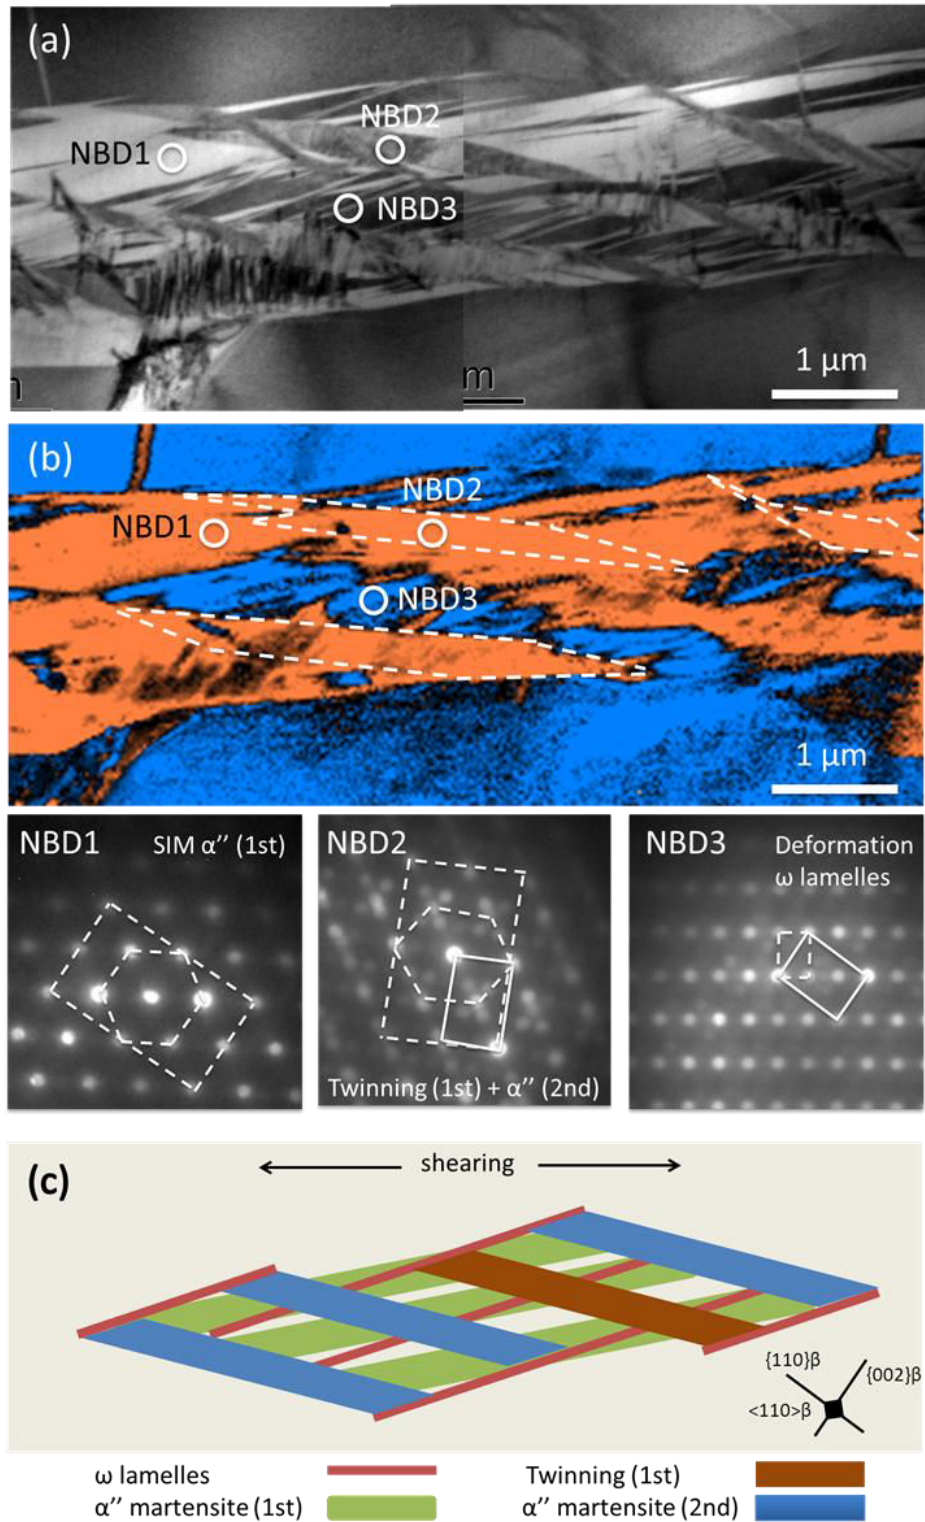 (a)
NBD2
NBD1
NBD3
1 μm
m
(b)
NBD2
NBD1
NBD3
1 μm
NBD1
SIM α’’ (1st)
NBD2
Twinning (1st) + α’’ (2nd)
NBD3
Deformation
ω lamelles
(c)
shearing
{110}β
{002}β
<110>β
ω lamelles
Twinning (1st)
α’’ martensite (1st)
α’’ martensite (2nd)